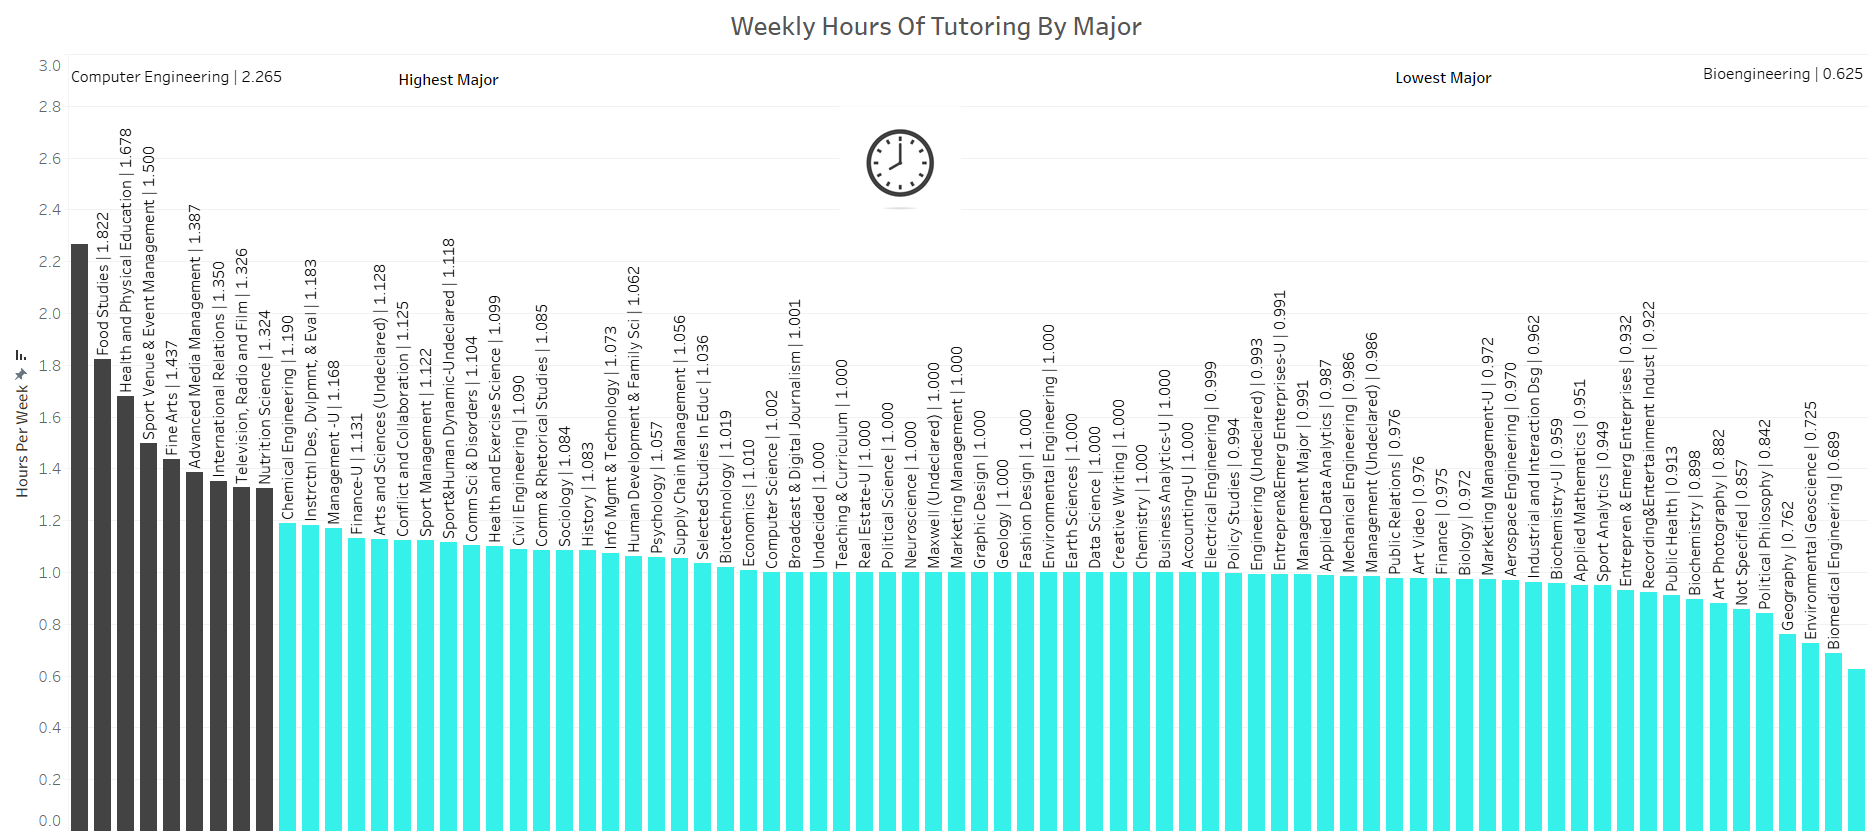 Weekly Hours Of Tutoring By Major
Computer Engineering | 2.265
Highest Major
Lowest Major
Bioengineering | 0.625
Hours Per Week
3.0
2.8
2.6
2.4
2.2
2.0
1.8
1.6
1.4
1.2
1.0
0.8
0.6
0.4
0.2
0.0
Food Studies | 1.822
Health and Physical Education | 1.678
Sport Venue & Event Management | 1.500
Fine Arts | 1.437
Advanced Media Management | 1.387
International Relations | 1.350
Television, Radio and Film | 1.326
Nutrition Science | 1.324
Chemical Engineering | 1.190
Instrctnl Des, Dvlpmnt, & Eval | 1.183
Management -U | 1.168
Finance-U | 1.131
Arts and Sciences (Undeclared) | 1.128
Conflict and Collaboration | 1.125
Sport Management | 1.122
Sport&Human Dynamic-Undeclared | 1.118
Comm Sci & Disorders | 1.104
Health and Exercise Science | 1.099
Civil Engineering | 1.090
Comm & Rhetorical Studies | 1.085
Sociology | 1.084
History | 1.083
Info Mgmt & Technology | 1.073
Human Development & Family Sci | 1.062
Psychology | 1.057
Supply Chain Management | 1.056
Selected Studies In Educ | 1.036
Biotechnology | 1.019
Economics | 1.010
Computer Science | 1.002
Broadcast & Digital Journalism | 1.001
Undecided | 1.000
Teaching & Curriculum | 1.000
Real Estate-U | 1.000
Political Science | 1.000
Neuroscience | 1.000
Maxwell (Undeclared) | 1.000
Marketing Management | 1.000
Graphic Design | 1.000
Geology | 1.000
Fashion Design | 1.000
Environmental Engineering | 1.000
Earth Sciences | 1.000
Data Science | 1.000
Creative Writing | 1.000
Chemistry | 1.000
Business Analytics-U | 1.000
Accounting-U | 1.000
Electrical Engineering | 0.999
Policy Studies | 0.994
Engineering (Undeclared) | 0.993
Entrepren&Emerg Enterprises-U | 0.991
Management Major | 0.991
Applied Data Analytics | 0.987
Mechanical Engineering | 0.986
Management (Undeclared) | 0.986
Public Relations | 0.976
Art Video | 0.976
Finance | 0.975
Biology | 0.972
Marketing Management-U | 0.972
Aerospace Engineering | 0.970
Industrial and Interaction Dsg | 0.962
Biochemistry-U | 0.959
Applied Mathematics | 0.951
Sport Analytics | 0.949
Entrepren & Emerg Enterprises | 0.932
Recording&Entertainment Indust | 0.922
Public Health | 0.913
Biochemistry | 0.898
Art Photography | 0.882
Not Specified | 0.857
Political Philosophy | 0.842
Geography | 0.762
Environmental Geoscience | 0.725
Biomedical Engineering | 0.689